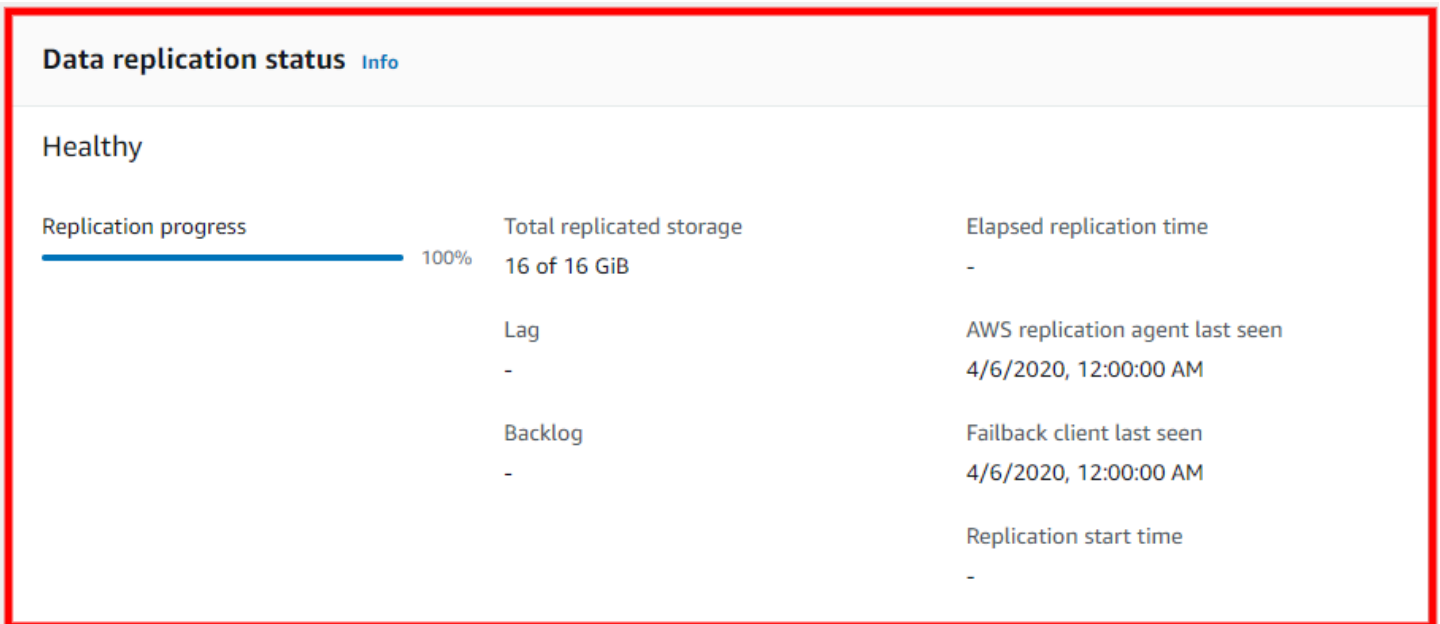 Data replication status Info
Healthy
Replication progress
100%
Total replicated storage
16 of 16 GiB
Lag
-
Backlog
-
Elapsed replication time
-
AWS replication agent last seen
4/6/2020, 12:00:00 AM
Failback client last seen
4/6/2020, 12:00:00 AM
Replication start time
-